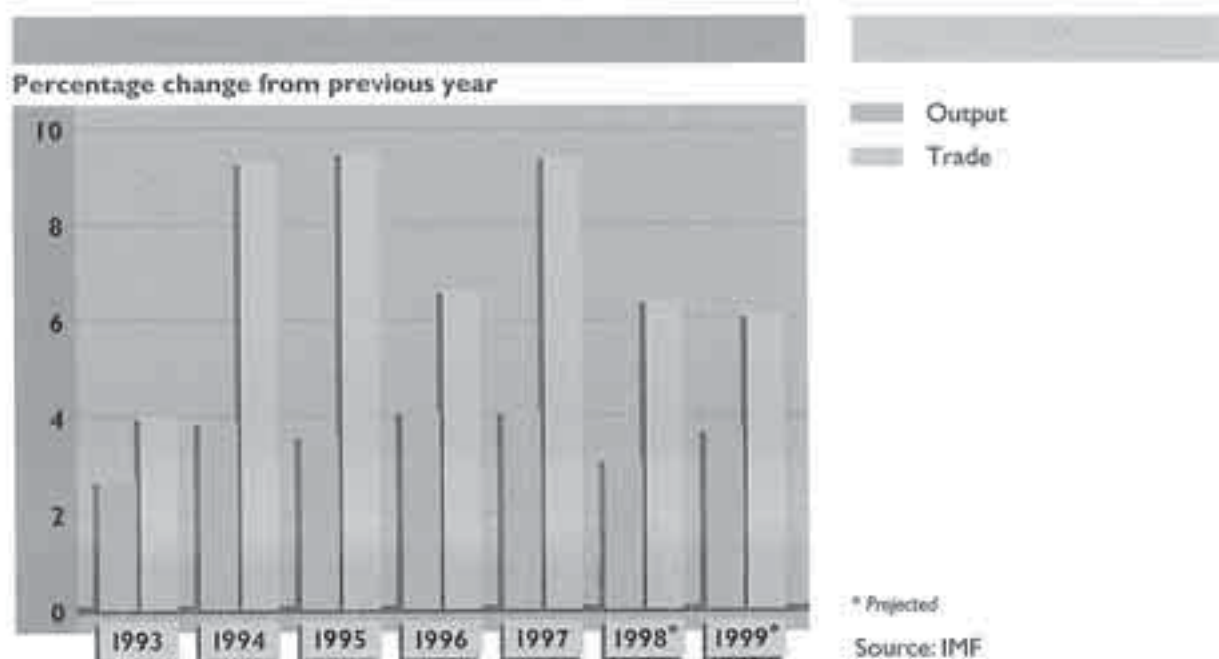 Percentage change from previous year
10
8
6
4
2
0
1993 1994 1995 1996 1997 1998* 1999*
Output
Trade
* Projected
Source: IMF